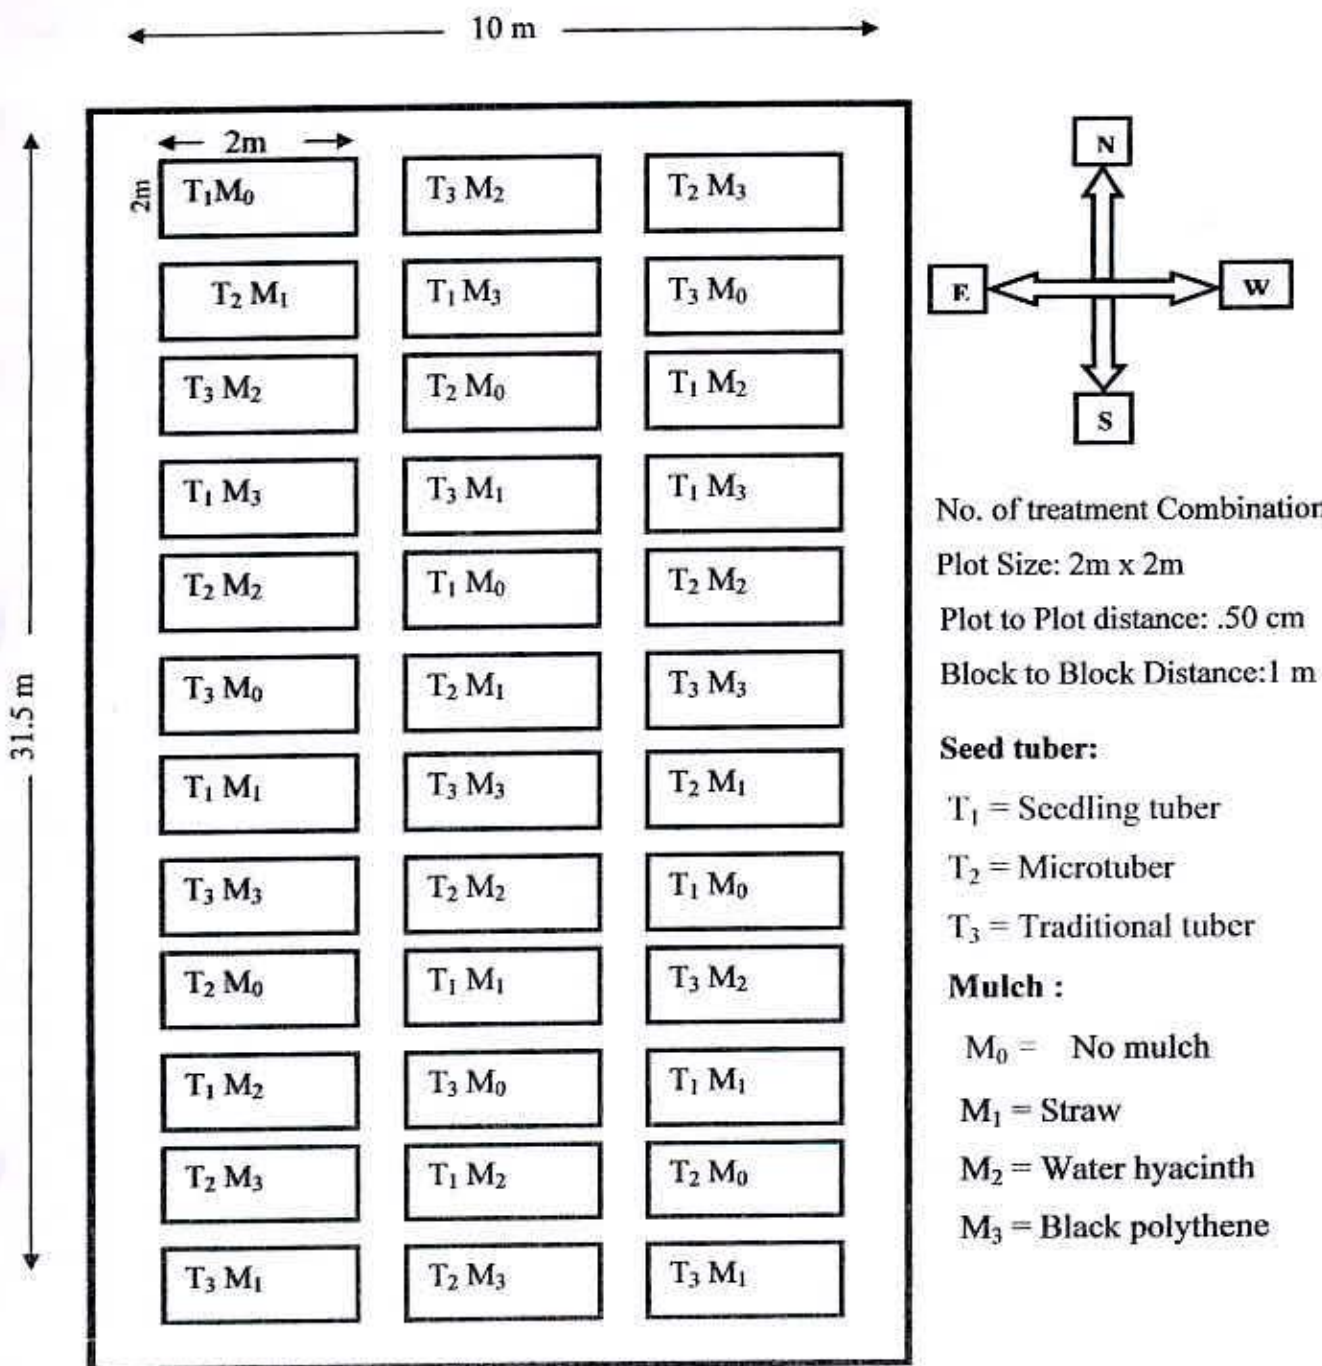 10 m
2m
2m
31.5 m
T₁M₀ T₃ M₂ T₂ M₃
T₂ M₁ T₁ M₃ T₃ M₀
T₃ M₂ T₂ M₀ T₁ M₂
T₁ M₃ T₃ M₁ T₁ M₃
T₂ M₂ T₁ M₀ T₂ M₂
T₃ M₀ T₂ M₁ T₃ M₃
T₁ M₁ T₃ M₃ T₂ M₁
T₃ M₃ T₂ M₂ T₁ M₀
T₂ M₀ T₁ M₁ T₃ M₂
T₁ M₂ T₃ M₀ T₁ M₁
T₂ M₃ T₁ M₂ T₂ M₀
T₃ M₁ T₂ M₃ T₃ M₁
N
E W
S
No. of treatment Combination
Plot Size: 2m x 2m
Plot to Plot distance: .50 cm
Block to Block Distance:1 m
Seed tuber:
T₁ = Seedling tuber
T₂ = Microtuber
T₃ = Traditional tuber
Mulch :
M₀ = No mulch
M₁ = Straw
M₂ = Water hyacinth
M₃ = Black polythene